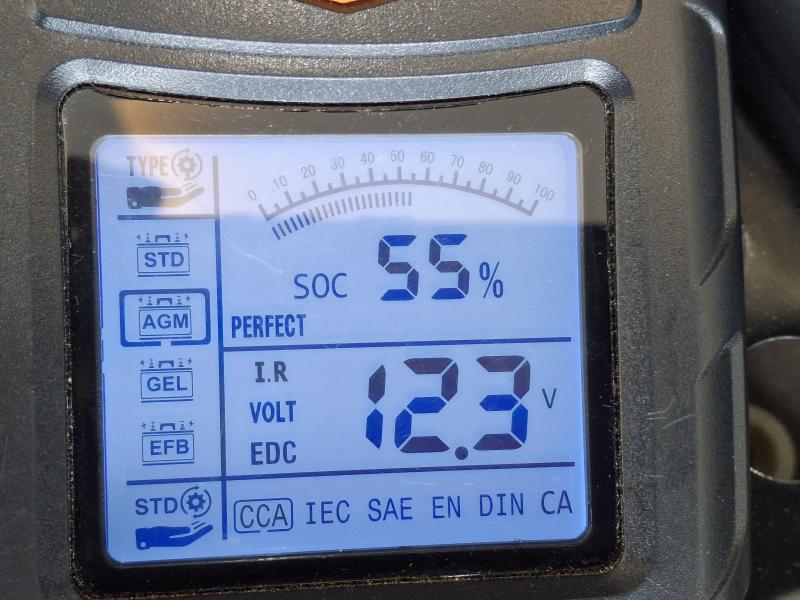 TYPE
0 10 20 30 40 50 60 70 80 90 100
STD
SOC 55%
AGM
PERFECT
I.R
GEL
VOLT 12.3 V
EFB
EDC
STD
CCA IEC SAE EN DIN CA